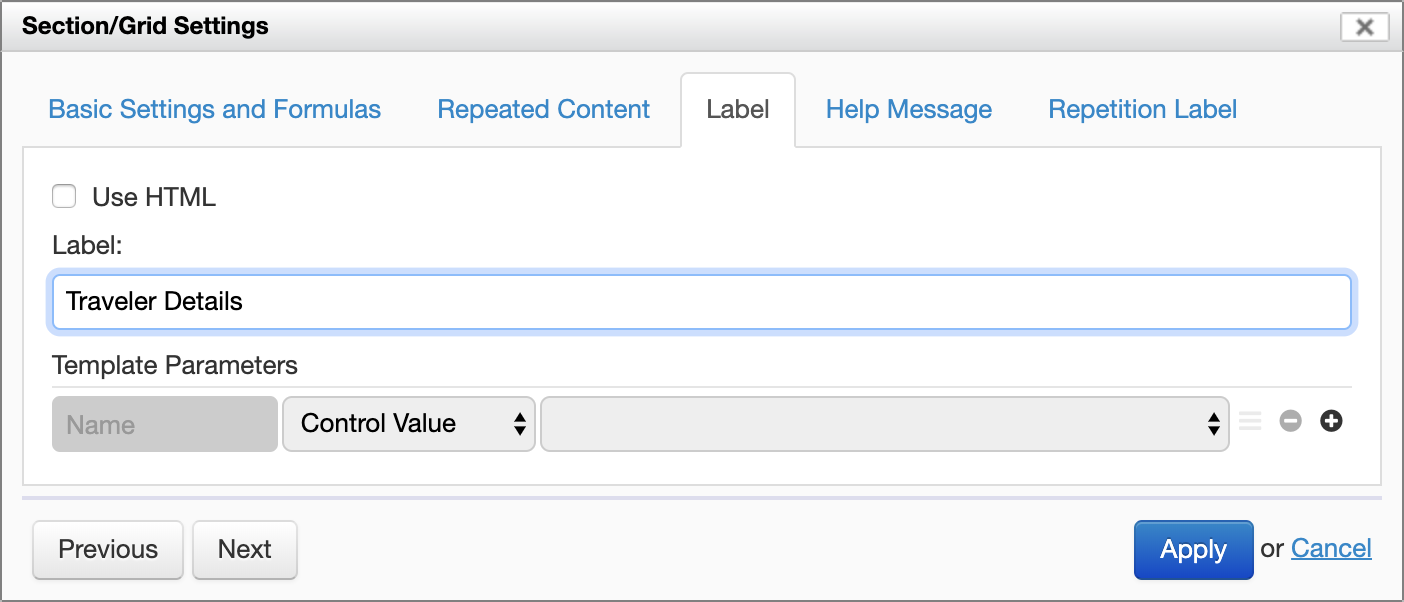 Section/Grid Settings
Basic Settings and Formulas Repeated Content Label Help Message Repetition Label
Use HTML
Label:
Traveler Details
Template Parameters
Name Control Value
Previous Next Apply or Cancel